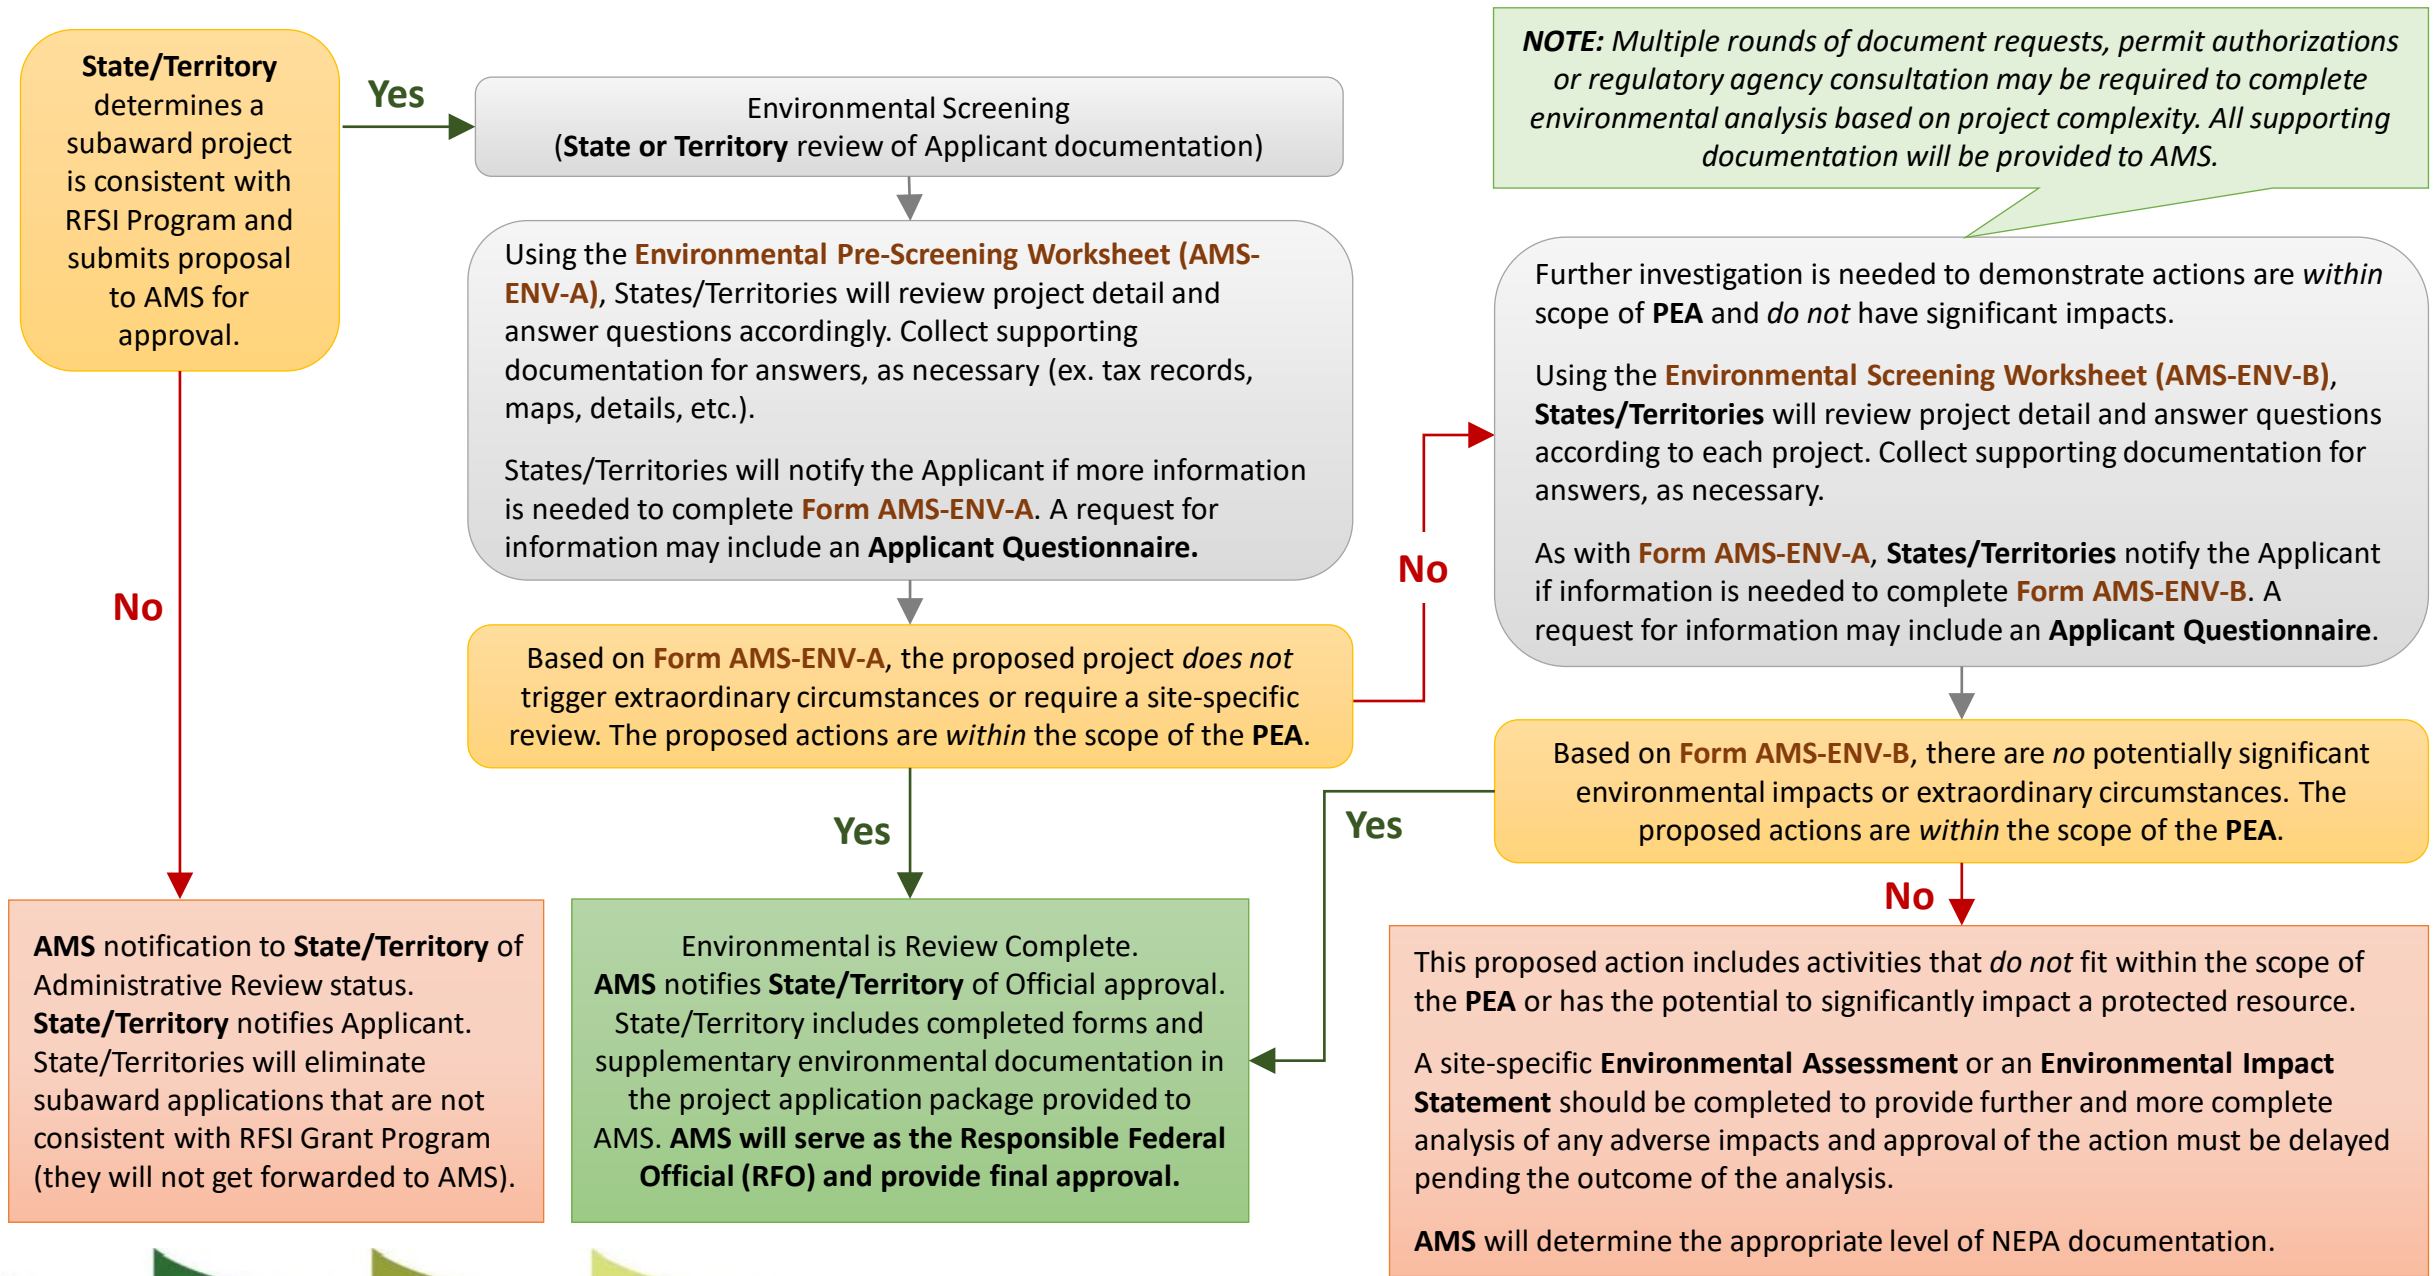 State/Territory
determines a
subaward project
is consistent with
RFSI Program and
submits proposal
to AMS for
approval.
Yes
Environmental Screening
(State or Territory review of Applicant documentation)
NOTE: Multiple rounds of document requests, permit authorizations
or regulatory agency consultation may be required to complete
environmental analysis based on project complexity. All supporting
documentation will be provided to AMS.
Using the Environmental Pre-Screening Worksheet (AMS-
ENV-A), States/Territories will review project detail and
answer questions accordingly. Collect supporting
documentation for answers, as necessary (ex. tax records,
maps, details, etc.).
States/Territories will notify the Applicant if more information
is needed to complete Form AMS-ENV-A. A request for
information may include an Applicant Questionnaire.
No
Further investigation is needed to demonstrate actions are within
scope of PEA and do not have significant impacts.
Using the Environmental Screening Worksheet (AMS-ENV-B),
States/Territories will review project detail and answer questions
according to each project. Collect supporting documentation for
answers, as necessary.
As with Form AMS-ENV-A, States/Territories notify the Applicant
if information is needed to complete Form AMS-ENV-B. A
request for information may include an Applicant Questionnaire.
No
Based on Form AMS-ENV-A, the proposed project does not
trigger extraordinary circumstances or require a site-specific
review. The proposed actions are within the scope of the PEA.
Based on Form AMS-ENV-B, there are no potentially significant
environmental impacts or extraordinary circumstances. The
proposed actions are within the scope of the PEA.
Yes
Yes
No
AMS notification to State/Territory of
Administrative Review status.
State/Territory notifies Applicant.
State/Territories will eliminate
subaward applications that are not
consistent with RFSI Grant Program
(they will not get forwarded to AMS).
Environmental is Review Complete.
AMS notifies State/Territory of Official approval.
State/Territory includes completed forms and
supplementary environmental documentation in
the project application package provided to
AMS. AMS will serve as the Responsible Federal
Official (RFO) and provide final approval.
This proposed action includes activities that do not fit within the scope of
the PEA or has the potential to significantly impact a protected resource.
A site-specific Environmental Assessment or an Environmental Impact
Statement should be completed to provide further and more complete
analysis of any adverse impacts and approval of the action must be delayed
pending the outcome of the analysis.
AMS will determine the appropriate level of NEPA documentation.